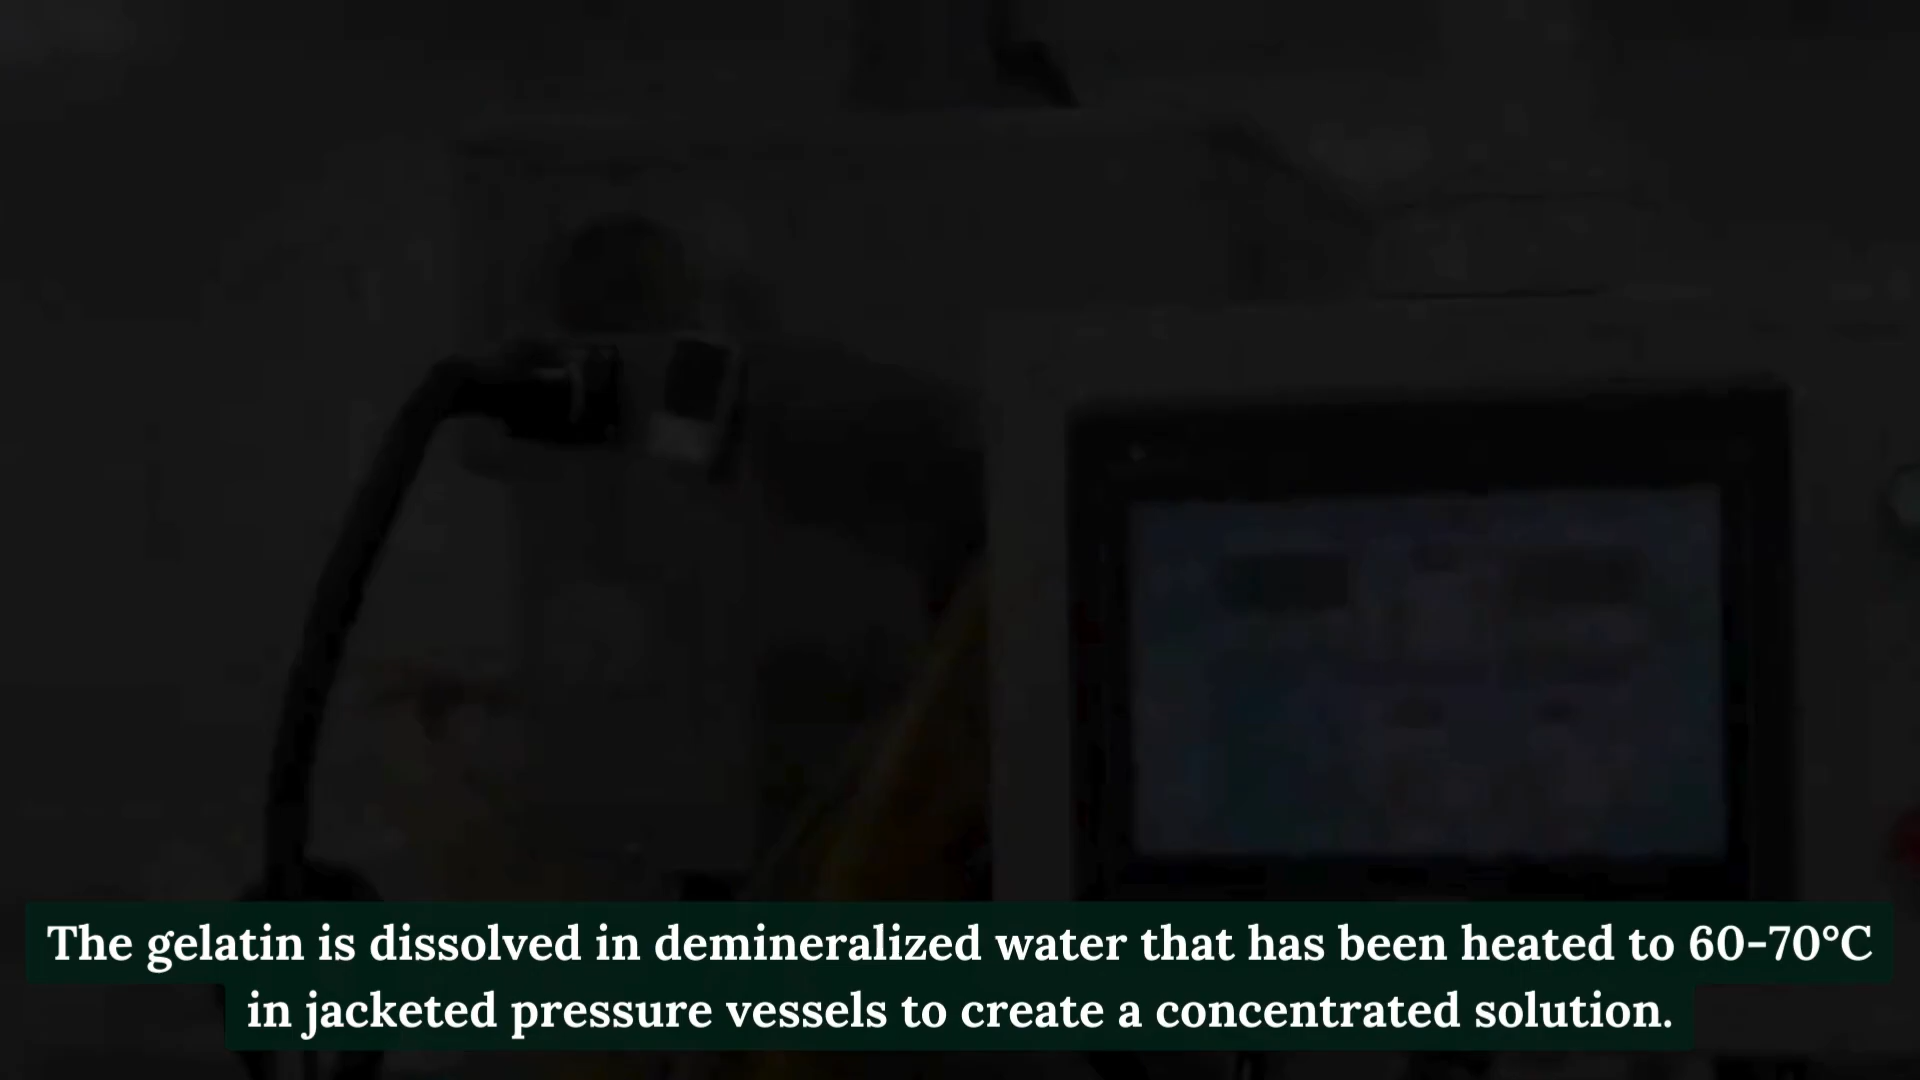 The gelatin is dissolved in demineralized water that has been heated to 60-70°C
in jacketed pressure vessels to create a concentrated solution.